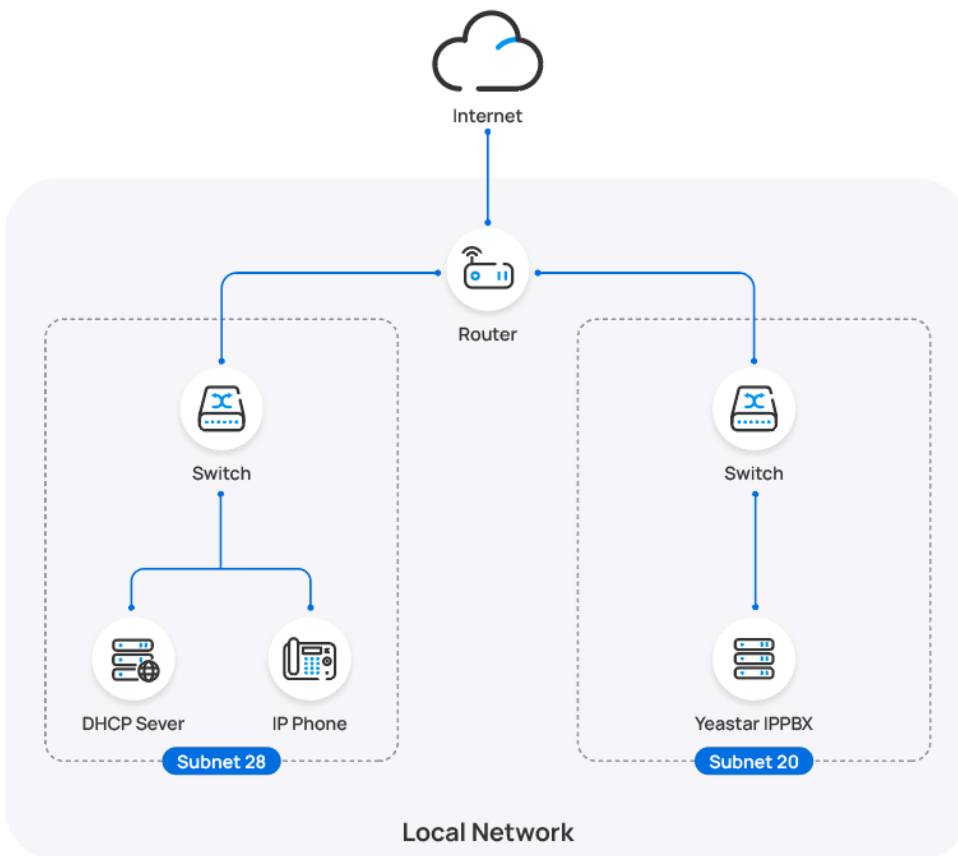 Internet
Router
Switch
Switch
DHCP Sever
IP Phone
Yeastar IPPBX
Subnet 28
Subnet 20
Local Network